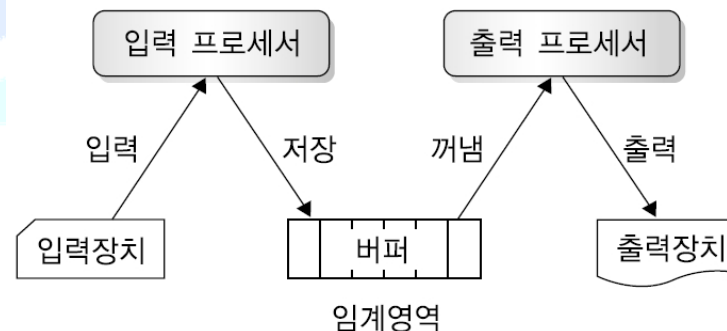 입력 프로세서
출력 프로세서
입력
저장
꺼냄
출력
입력장치
버퍼
출력장치
임계영역